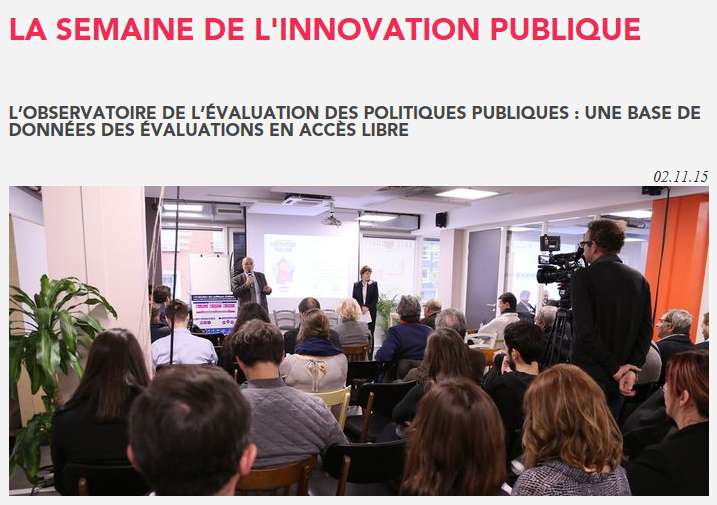 LA SEMAINE DE L'INNOVATION PUBLIQUE
L’OBSERVATOIRE DE L’ÉVALUATION DES POLITIQUES PUBLIQUES : UNE BASE DE
DONNÉES DES ÉVALUATIONS EN ACCÈS LIBRE
02.11.15